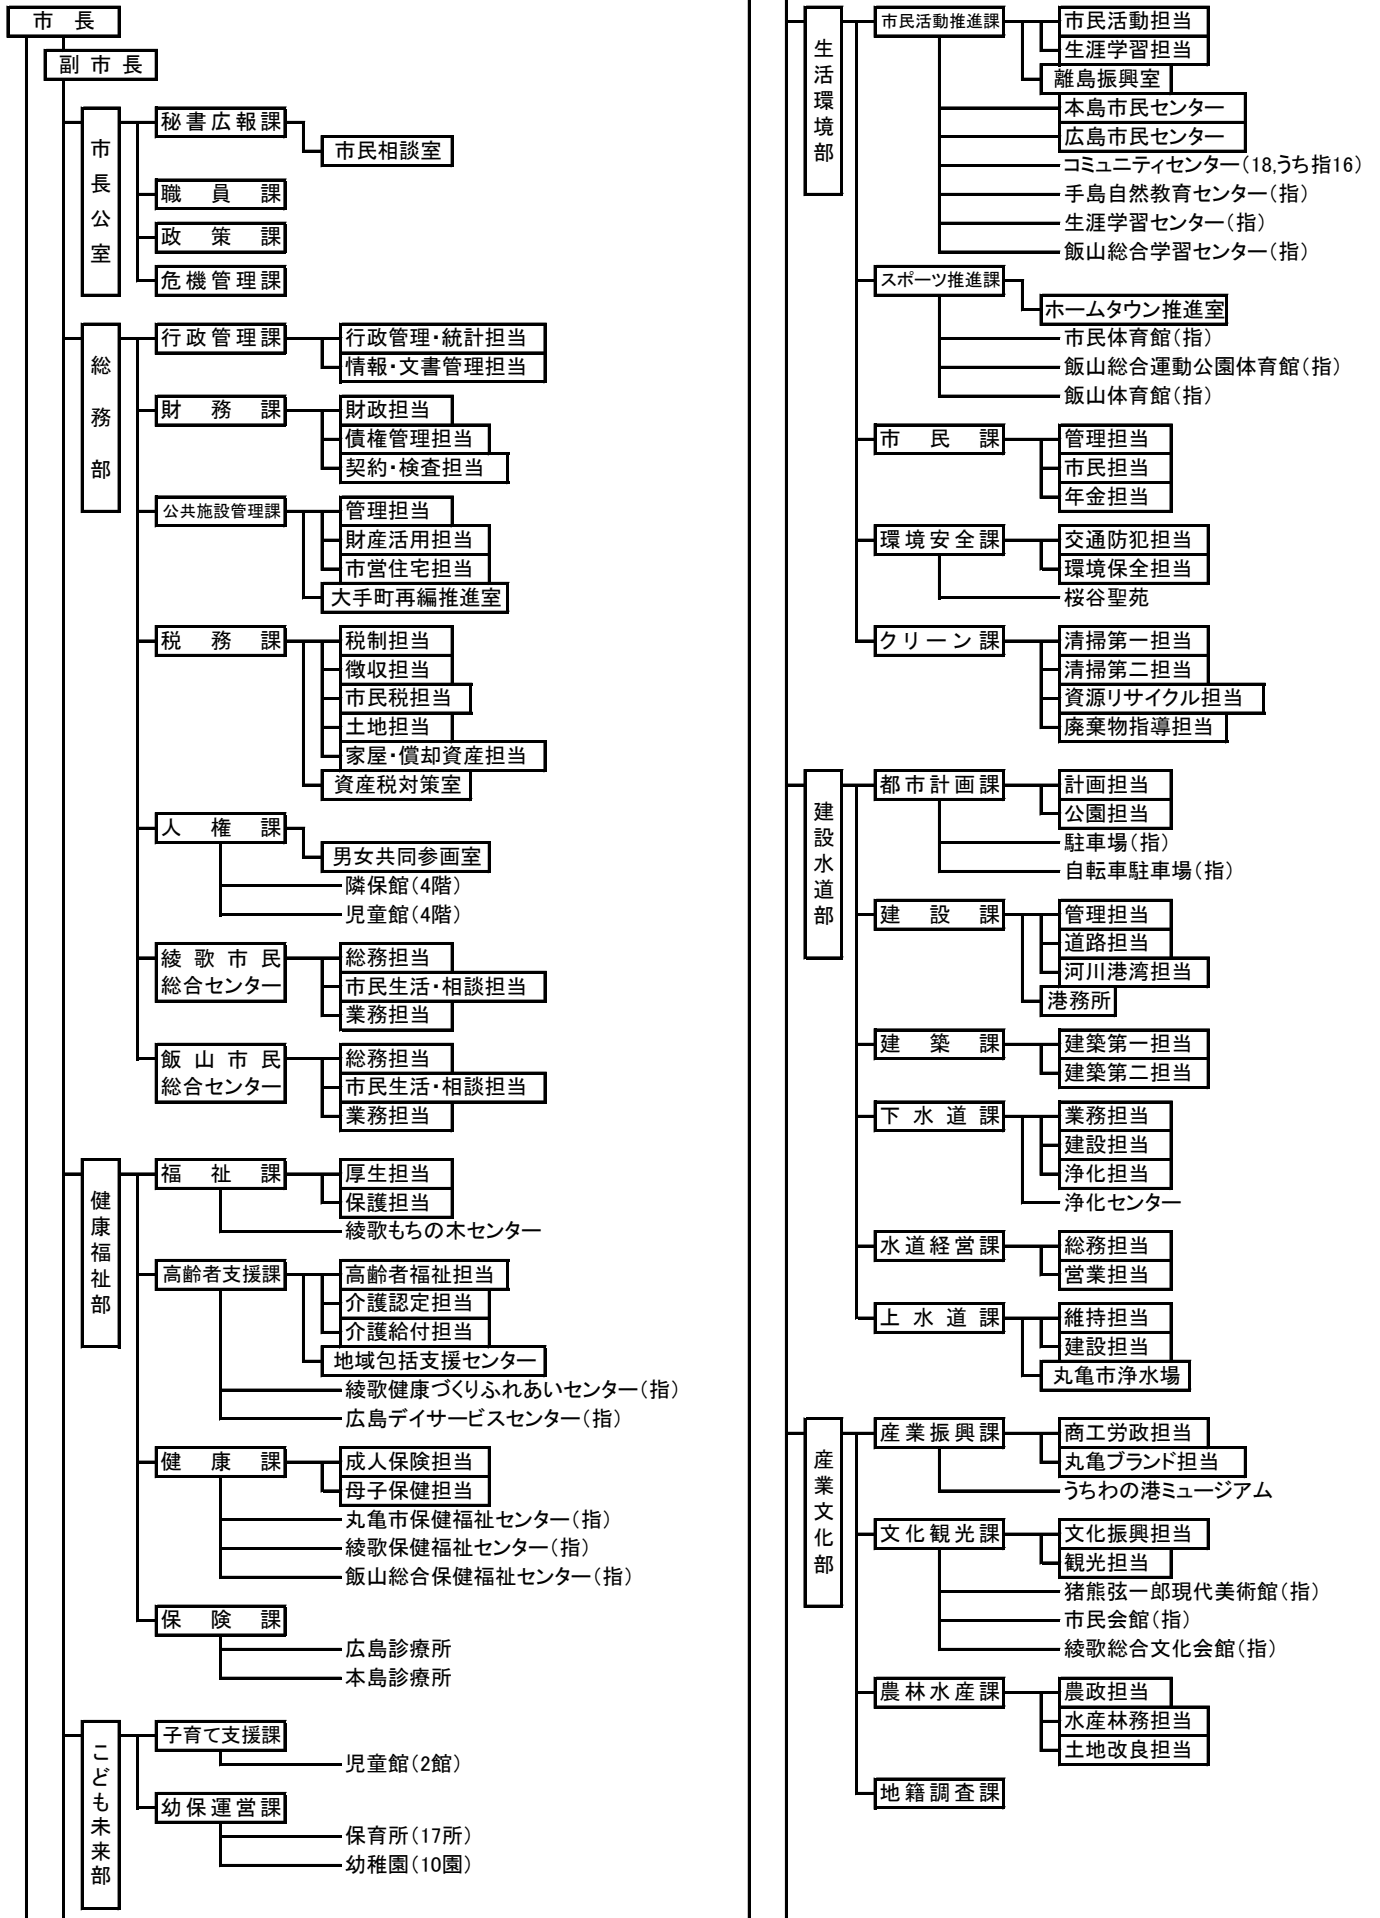 市長
副市長
市長公室
秘書広報課
市民相談室
職員課
政策課
危機管理課
総務部
行政管理課
行政管理・統計担当
情報・文書管理担当
財務課
財政担当
債権管理担当
契約・検査担当
公共施設管理課
管理担当
財産活用担当
市営住宅担当
大手町再編推進室
税務課
税制担当
徴収担当
市民税担当
土地担当
家屋・償却資産担当
資産税対策室
人権課
男女共同参画室
隣保館(4階)
児童館(4階)
綾歌市民
総合センター
総務担当
市民生活・相談担当
業務担当
飯山市民
総合センター
総務担当
市民生活・相談担当
業務担当
健康福祉部
福祉課
厚生担当
保護担当
綾歌もちの木センター
高齢者支援課
高齢者福祉担当
介護認定担当
介護給付担当
地域包括支援センター
綾歌健康づくりふれあいセンター(指)
広島デイサービスセンター(指)
健康課
成人保険担当
母子保健担当
丸亀市保健福祉センター(指)
綾歌保健福祉センター(指)
飯山総合保健福祉センター(指)
保険課
広島診療所
本島診療所
こども未来部
子育て支援課
児童館(2館)
幼保運営課
保育所(17所)
幼稚園(10園)
生活環境部
市民活動推進課
市民活動担当
生涯学習担当
離島振興室
本島市民センター
広島市民センター
コミュニティセンター(18,うち指16)
手島自然教育センター(指)
生涯学習センター(指)
飯山総合学習センター(指)
スポーツ推進課
ホームタウン推進室
市民体育館(指)
飯山総合運動公園体育館(指)
飯山体育館(指)
市民課
管理担当
市民担当
年金担当
環境安全課
交通防犯担当
環境保全担当
桜谷聖苑
クリーン課
清掃第一担当
清掃第二担当
資源リサイクル担当
廃棄物指導担当
建設水道部
都市計画課
計画担当
公園担当
駐車場(指)
自転車駐車場(指)
建設課
管理担当
道路担当
河川港湾担当
港務所
建築課
建築第一担当
建築第二担当
下水道課
業務担当
建設担当
浄化担当
浄化センター
水道経営課
総務担当
営業担当
上水道課
維持担当
建設担当
丸亀市浄水場
産業文化部
産業振興課
商工労政担当
丸亀ブランド担当
うちわの港ミュージアム
文化観光課
文化振興担当
観光担当
猪熊弦一郎現代美術館(指)
市民会館(指)
綾歌総合文化会館(指)
農林水産課
農政担当
水産林務担当
土地改良担当
地籍調査課